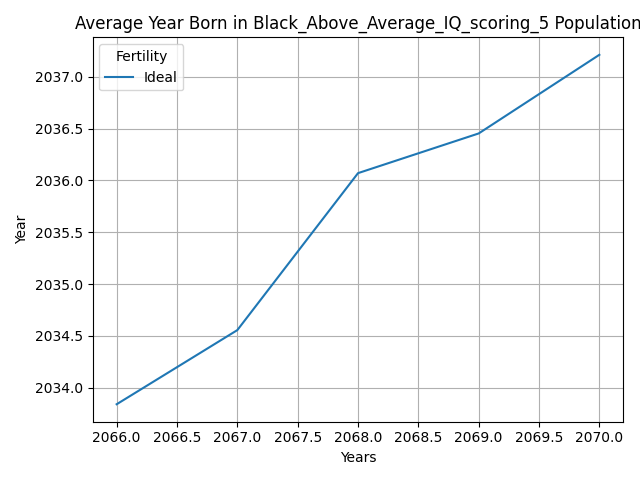 Average Year Born in Black_Above_Average_IQ_scoring_5 Population
Fertility
Ideal
2037.0
2036.5
2036.0
2035.5
2035.0
2034.5
2034.0
Year
2066.0 2066.5 2067.0 2067.5 2068.0 2068.5 2069.0 2069.5 2070.0
Years